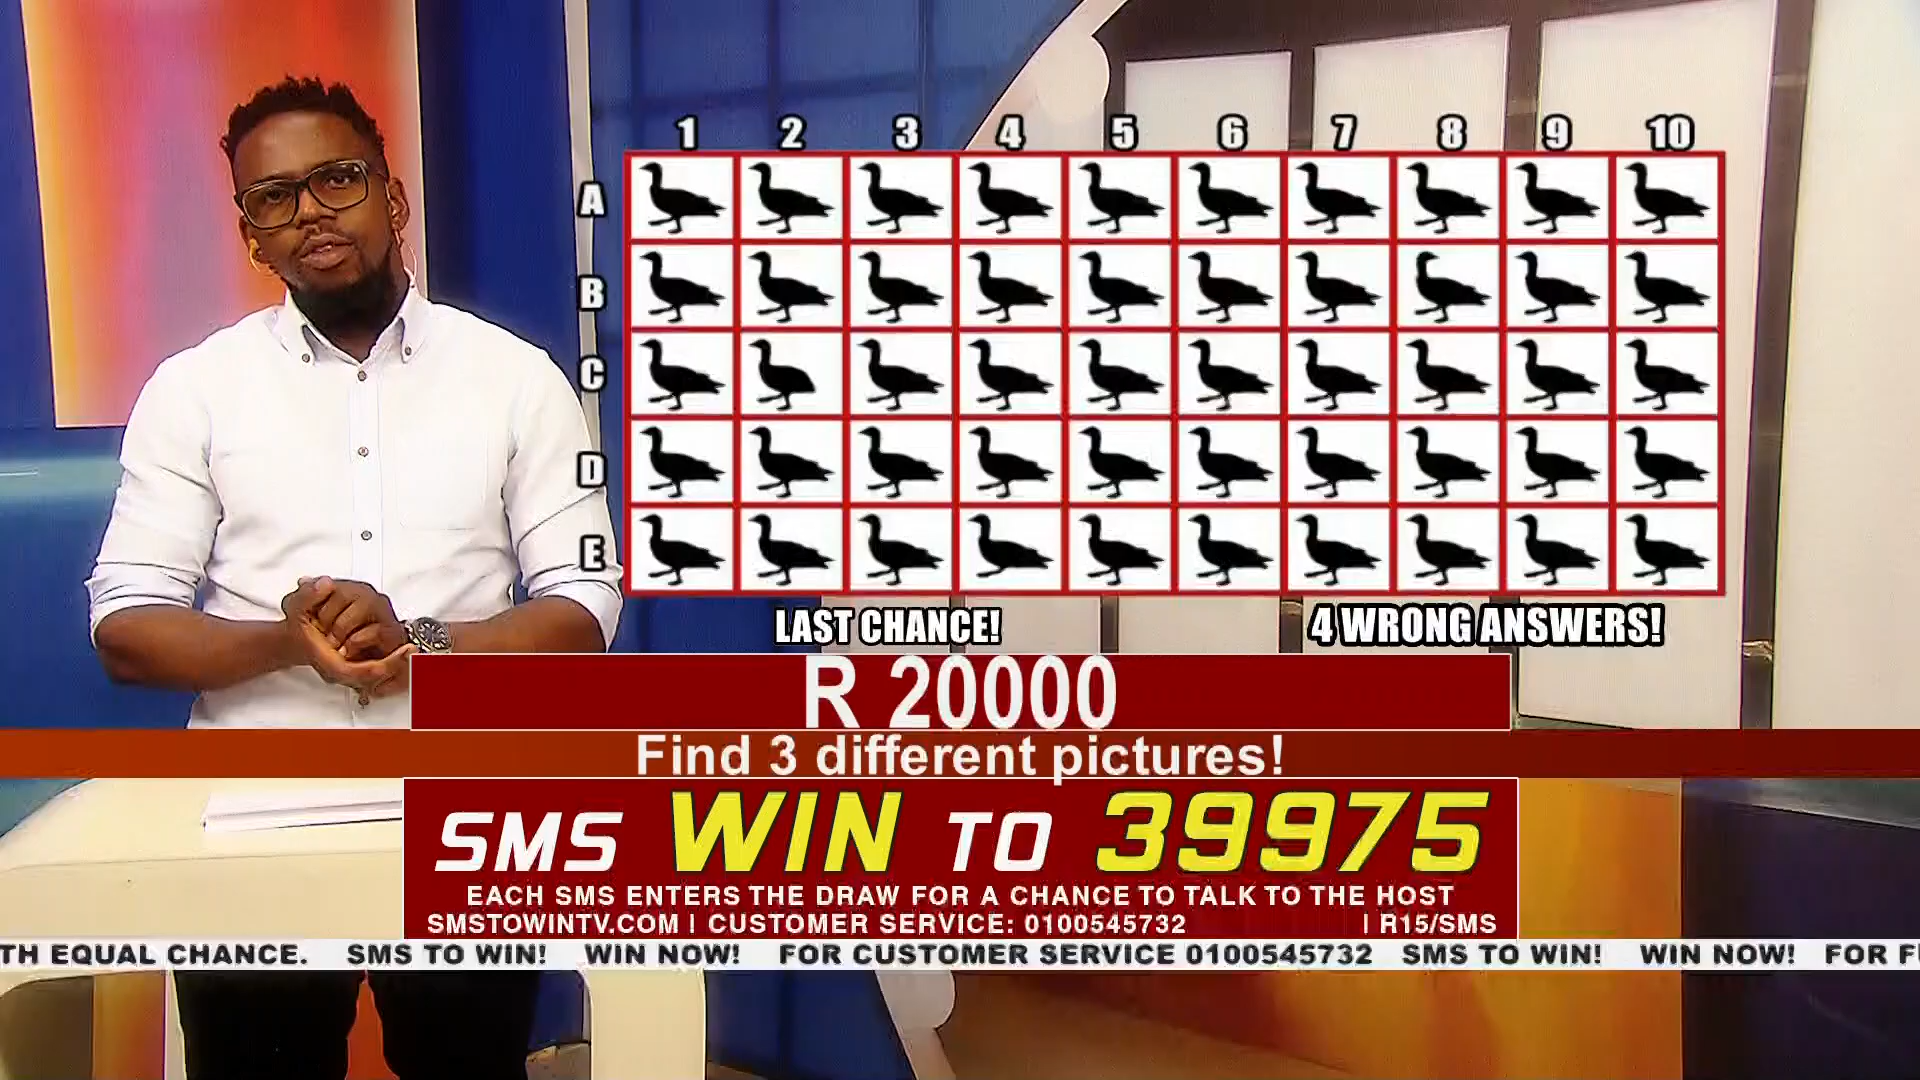 1 2 3 4 5 6 7 8 9 10
A
B
C
D
E
LAST CHANCE! 4 WRONG ANSWERS!
R 20000
Find 3 different pictures!
SMS WIN TO 39975
EACH SMS ENTERS THE DRAW FOR A CHANCE TO TALK TO THE HOST
SMSTOWINTV.COM | CUSTOMER SERVICE: 0100545732 | R15/SMS
TH EQUAL CHANCE. SMS TO WIN! WIN NOW! FOR CUSTOMER SERVICE 0100545732 SMS TO WIN! WIN NOW! FOR F